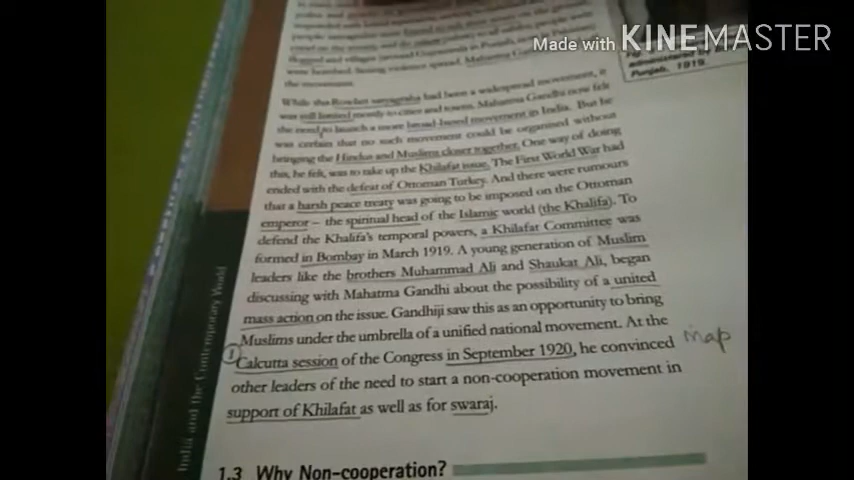 Made with KINEMASTER
Punjab, 1919.
the movement.
While the Rowlatt satyagraha had been a widespread movement, it
was still limited mostly to cities and towns. Mahatma Gandhi now felt
the need to launch a more broad-based movement in India. But he
was certain that no such movement could be organised without
bringing the Hindus and Muslims closer together. One way of doing
this, he felt, was to take up the Khilafat issue. The First World War had
ended with the defeat of Ottoman Turkey. And there were rumours
that a harsh peace treaty was going to be imposed on the Ottoman
emperor – the spiritual head of the Islamic world (the Khalifa). To
defend the Khalifa's temporal powers, a Khilafat Committee was
formed in Bombay in March 1919. A young generation of Muslim
leaders like the brothers Muhammad Ali and Shaukat Ali, began
discussing with Mahatma Gandhi about the possibility of a united
mass action on the issue. Gandhiji saw this as an opportunity to bring
Muslims under the umbrella of a unified national movement. At the
1 Calcutta session of the Congress in September 1920, he convinced map
other leaders of the need to start a non-cooperation movement in
support of Khilafat as well as for swaraj.
1.3 Why Non-cooperation?
India and the Contemporary World